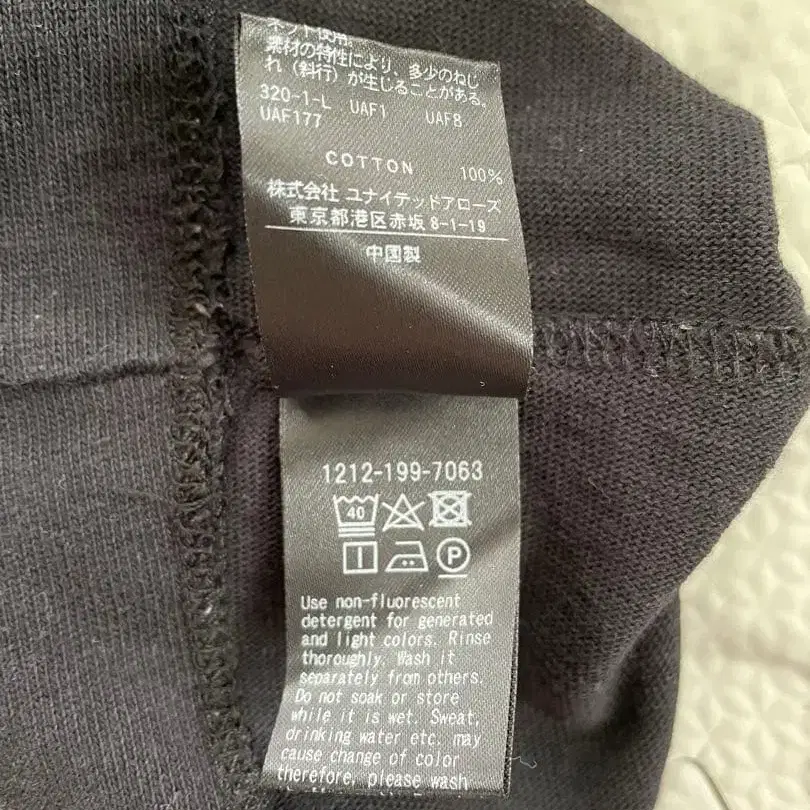 ネット使用。
素材の特性により、多少のねじ
れ（斜行）が生じることがある。
320-1-L UAF1 UAF8
UAF177
COTTON 100%
株式会社 ユナイテッドアローズ
東京都港区赤坂 8-1-19
中国製
1212-199-7063
40
P
Use non-fluorescent
detergent for generated
and light colors. Rinse
thoroughly. Wash it
separately from others.
Do not soak or store
while it is wet. Sweat,
drinking water etc. may
cause change of color
therefore, please wash